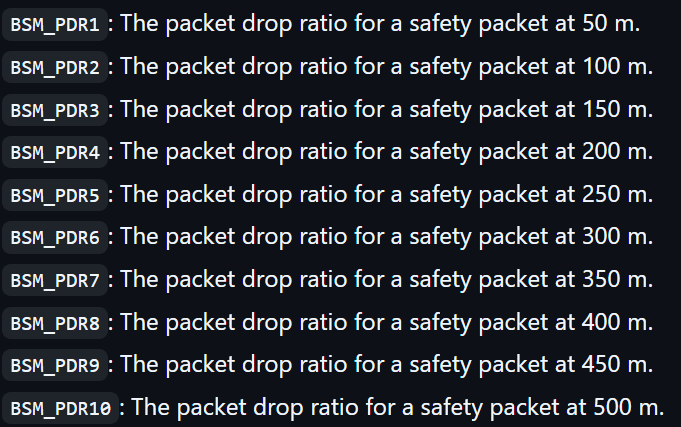 BSM_PDR1: The packet drop ratio for a safety packet at 50 m.
BSM_PDR2: The packet drop ratio for a safety packet at 100 m.
BSM_PDR3: The packet drop ratio for a safety packet at 150 m.
BSM_PDR4: The packet drop ratio for a safety packet at 200 m.
BSM_PDR5: The packet drop ratio for a safety packet at 250 m.
BSM_PDR6: The packet drop ratio for a safety packet at 300 m.
BSM_PDR7: The packet drop ratio for a safety packet at 350 m.
BSM_PDR8: The packet drop ratio for a safety packet at 400 m.
BSM_PDR9: The packet drop ratio for a safety packet at 450 m.
BSM_PDR10: The packet drop ratio for a safety packet at 500 m.